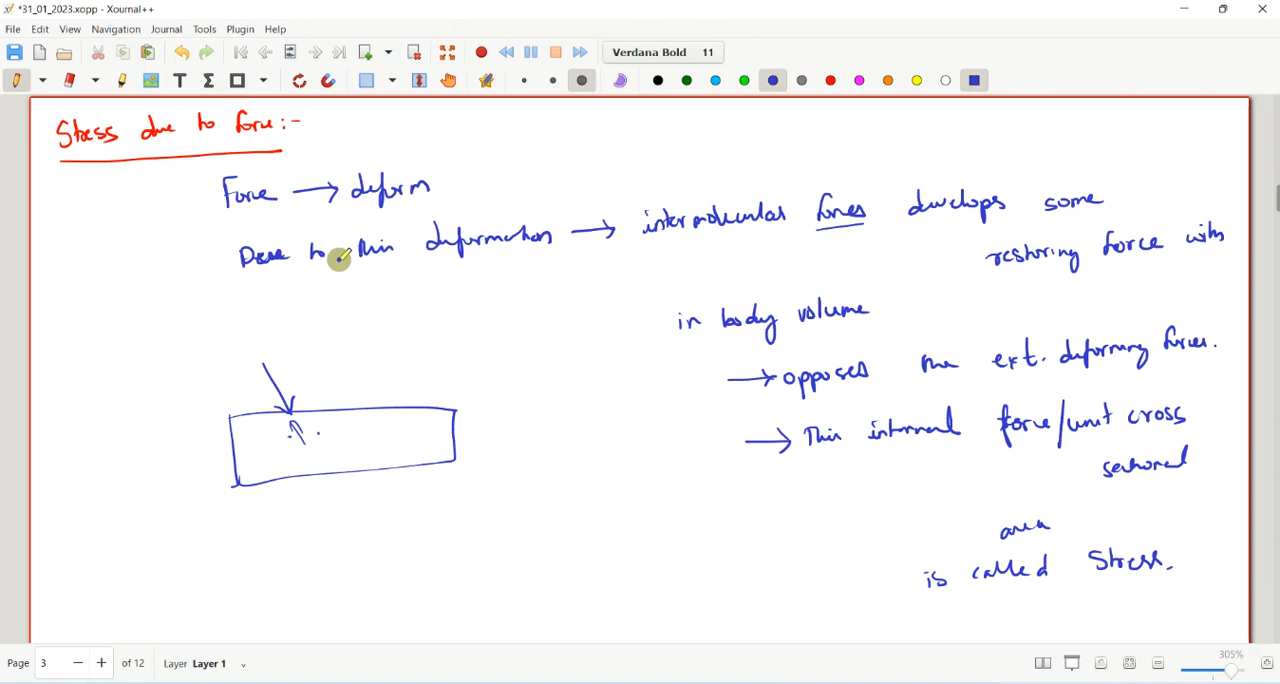 *31_01_2023.xopp - Xournal++
File Edit View Navigation Journal Tools Plugin Help
Verdana Bold 11
Stress due to force:-
Force → deform
Due to this deformation → intermolecular forces develops some
restoring force with
in body volume
→ opposes the ext. deforming forces.
→ This internal force/unit cross
sectional
area
is called Stress.
Page 3 of 12 Layer Layer 1 305%